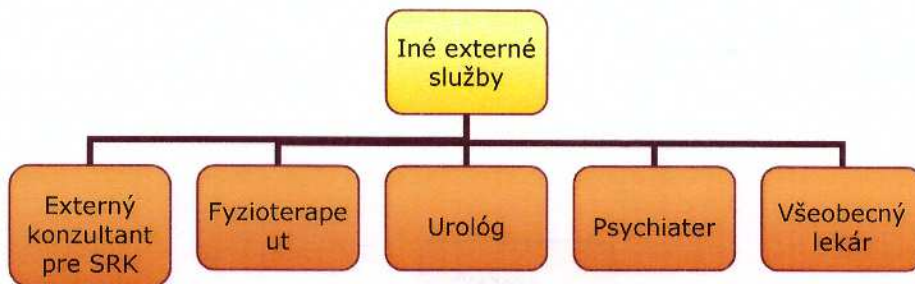 Iné externé
služby
Externý
konzultant
pre SRK
Fyzioterape
ut
Urológ
Psychiater
Všeobecný
lekár